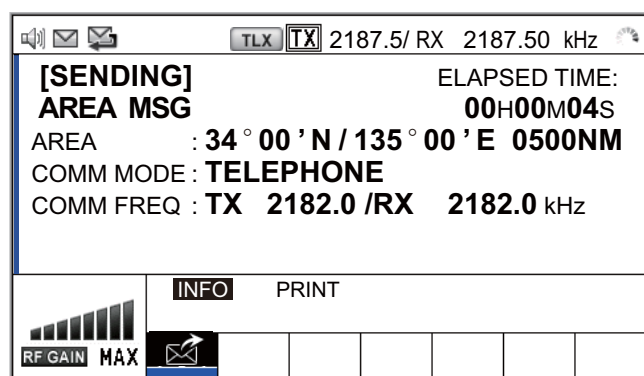 TLX TX 2187.5/ RX 2187.50 kHz
[SENDING] ELAPSED TIME:
AREA MSG 00H00M04S
AREA : 34°00 ’ N / 135°00 ’ E 0500NM
COMM MODE : TELEPHONE
COMM FREQ : TX 2182.0 /RX 2182.0 kHz
INFO PRINT
RF GAIN MAX